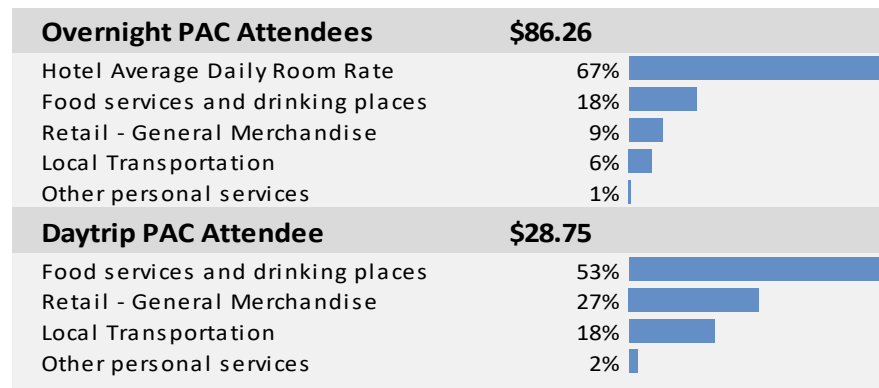 Overnight PAC Attendees $86.26
Hotel Average Daily Room Rate 67%
Food services and drinking places 18%
Retail - General Merchandise 9%
Local Transportation 6%
Other personal services 1%
Daytrip PAC Attendee $28.75
Food services and drinking places 53%
Retail - General Merchandise 27%
Local Transportation 18%
Other personal services 2%